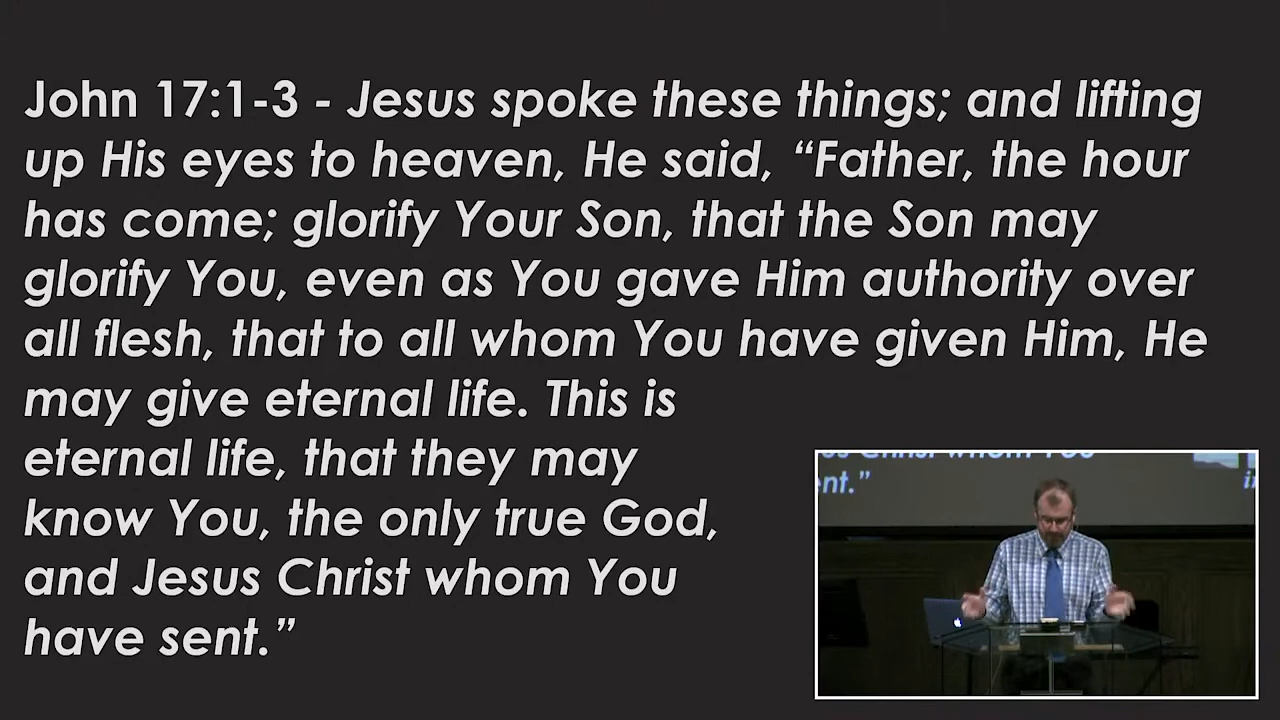 John 17:1-3 - Jesus spoke these things; and lifting
up His eyes to heaven, He said, “Father, the hour
has come; glorify Your Son, that the Son may
glorify You, even as You gave Him authority over
all flesh, that to all whom You have given Him, He
may give eternal life. This is
eternal life, that they may
know You, the only true God,
and Jesus Christ whom You
have sent.”
Christ whom You
ent.”